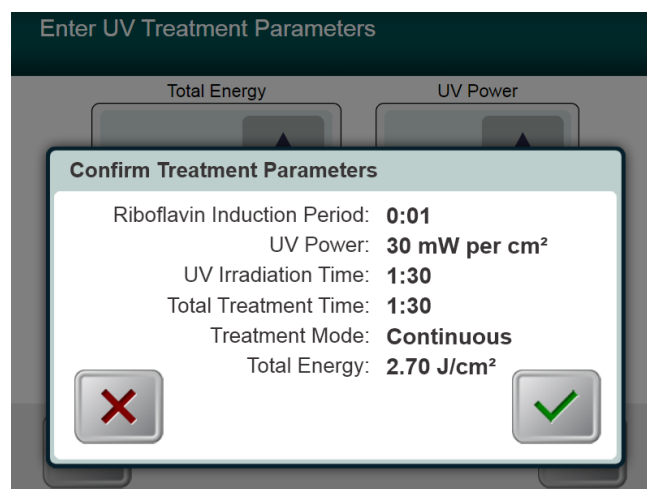 Enter UV Treatment Parameters
Total Energy UV Power
Confirm Treatment Parameters
Riboflavin Induction Period: 0:01
UV Power: 30 mW per cm²
UV Irradiation Time: 1:30
Total Treatment Time: 1:30
Treatment Mode: Continuous
Total Energy: 2.70 J/cm²